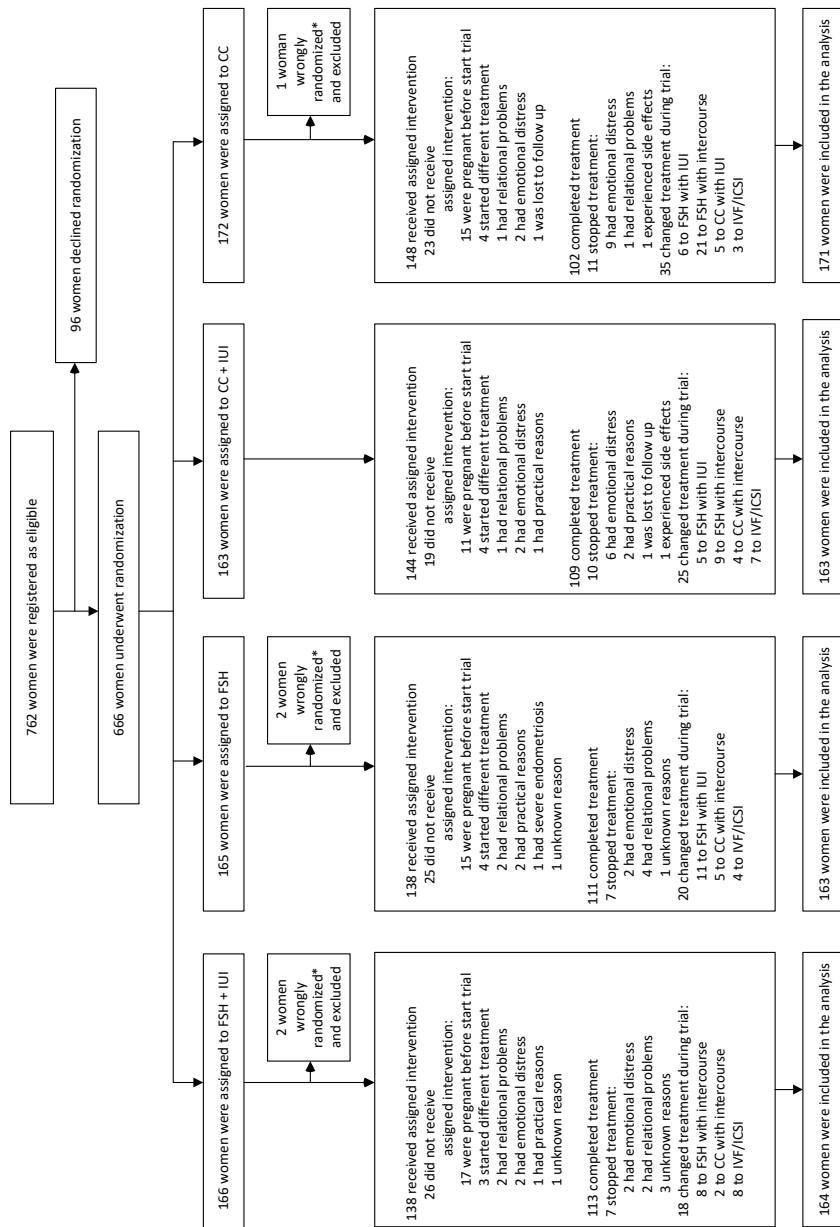 762 women were registered as eligible
96 women declined randomization
666 women underwent randomization
166 women were assigned to FSH + IUI
165 women were assigned to FSH
163 women were assigned to CC + IUI
172 women were assigned to CC
2 women
wrongly
randomized*
and excluded
2 women
wrongly
randomized*
and excluded
1 woman
wrongly
randomized*
and excluded
138 received assigned intervention
26 did not receive
assigned intervention:
17 were pregnant before start trial
3 started different treatment
2 had relational problems
2 had emotional distress
1 had practical reasons
1 unknown reason
113 completed treatment
7 stopped treatment:
2 had emotional distress
2 had relational problems
3 unknown reasons
18 changed treatment during trial:
8 to FSH with intercourse
2 to CC with intercourse
8 to IVF/ICSI
138 received assigned intervention
25 did not receive
assigned intervention:
15 were pregnant before start trial
4 started different treatment
2 had relational problems
2 had practical reasons
1 had severe endometriosis
1 unknown reason
111 completed treatment
7 stopped treatment:
2 had emotional distress
4 had relational problems
1 unknown reasons
20 changed treatment during trial:
11 to FSH with IUI
5 to CC with intercourse
4 to IVF/ICSI
144 received assigned intervention
19 did not receive
assigned intervention:
11 were pregnant before start trial
4 started different treatment
1 had relational problems
2 had emotional distress
1 had practical reasons
109 completed treatment
10 stopped treatment:
6 had emotional distress
2 had practical reasons
1 was lost to follow up
1 experienced side effects
25 changed treatment during trial:
5 to FSH with IUI
9 to FSH with intercourse
4 to CC with intercourse
7 to IVF/ICSI
148 received assigned intervention
23 did not receive
assigned intervention:
15 were pregnant before start trial
4 started different treatment
1 had relational problems
2 had emotional distress
1 was lost to follow up
102 completed treatment
11 stopped treatment:
9 had emotional distress
1 had relational problems
1 experienced side effects
35 changed treatment during trial:
6 to FSH with IUI
21 to FSH with intercourse
5 to CC with IUI
3 to IVF/ICSI
164 women were included in the analysis
163 women were included in the analysis
163 women were included in the analysis
171 women were included in the analysis